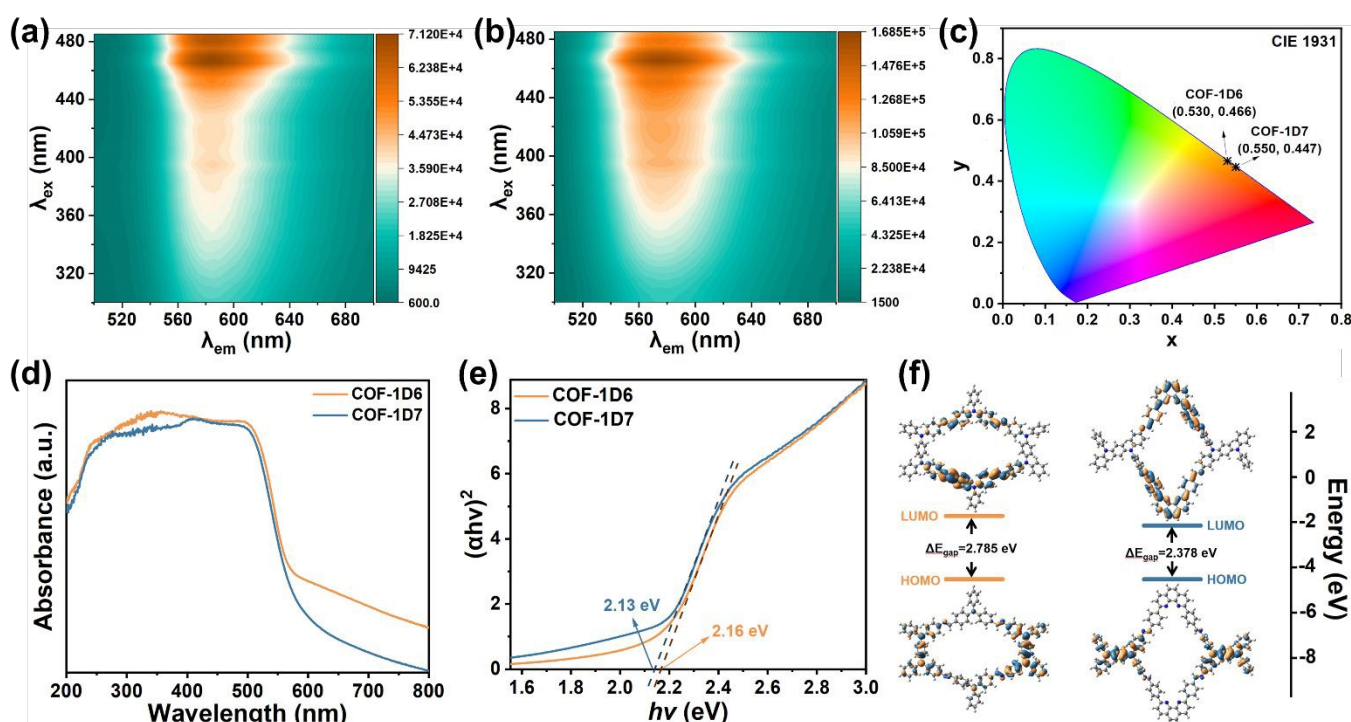 (a)
480
440
400
360
320
λex (nm)
520 560 600 640 680
λem (nm)
7.120E+4
6.238E+4
5.355E+4
4.473E+4
3.590E+4
2.708E+4
1.825E+4
9425
600.0
(b)
480
440
400
360
320
λex (nm)
520 560 600 640 680
λem (nm)
1.685E+5
1.476E+5
1.268E+5
1.059E+5
8.500E+4
6.413E+4
4.325E+4
2.238E+4
1500
(c)
CIE 1931
COF-1D6
(0.530, 0.466)
COF-1D7
(0.550, 0.447)
0.8
0.6
0.4
0.2
0.0
y
0.0 0.1 0.2 0.3 0.4 0.5 0.6 0.7 0.8
x
(d)
COF-1D6
COF-1D7
Absorbance (a.u.)
200 300 400 500 600 700 800
Wavelength (nm)
(e)
COF-1D6
COF-1D7
8
6
4
2
0
(αhv)²
2.13 eV
2.16 eV
1.6 1.8 2.0 2.2 2.4 2.6 2.8 3.0
hv (eV)
(f)
LUMO
ΔEgap=2.785 eV
HOMO
LUMO
ΔEgap=2.378 eV
HOMO
2
0
-2
-4
-6
-8
Energy (eV)